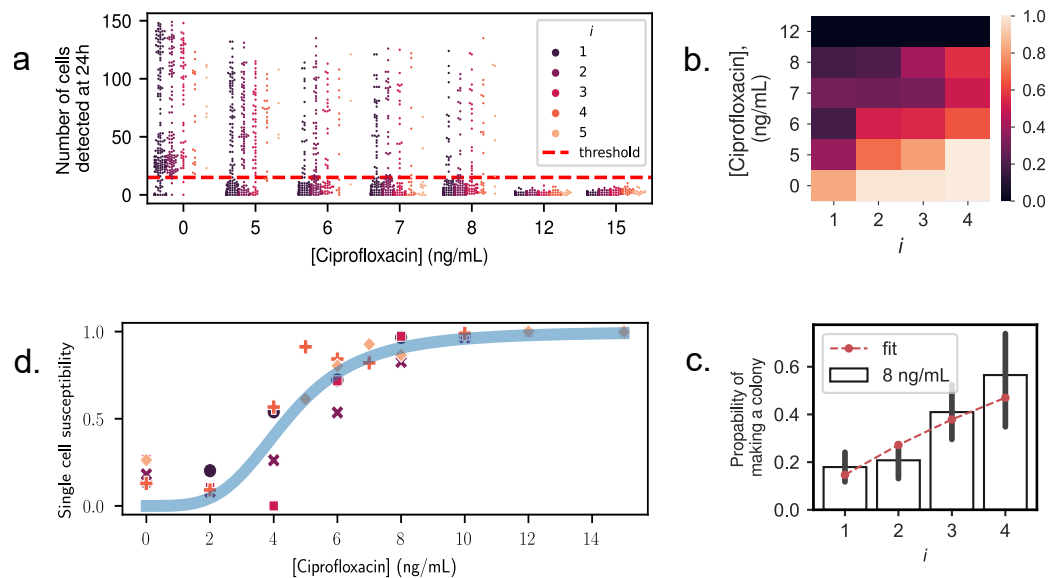 a
Number of cells
detected at 24h
150
100
50
0
i
1
2
3
4
5
threshold
0
5
6
7
8
12
15
[Ciprofloxacin] (ng/mL)
b.
[Ciprofloxacin],
(ng/mL)
12
8
7
6
5
0
1
2
3
4
i
1.0
0.8
0.6
0.4
0.2
0.0
d.
Single cell susceptibility
1.0
0.5
0.0
0
2
4
6
8
10
12
14
[Ciprofloxacin] (ng/mL)
c.
Propability of
making a colony
0.6
0.4
0.2
0.0
fit
8 ng/mL
1
2
3
4
i